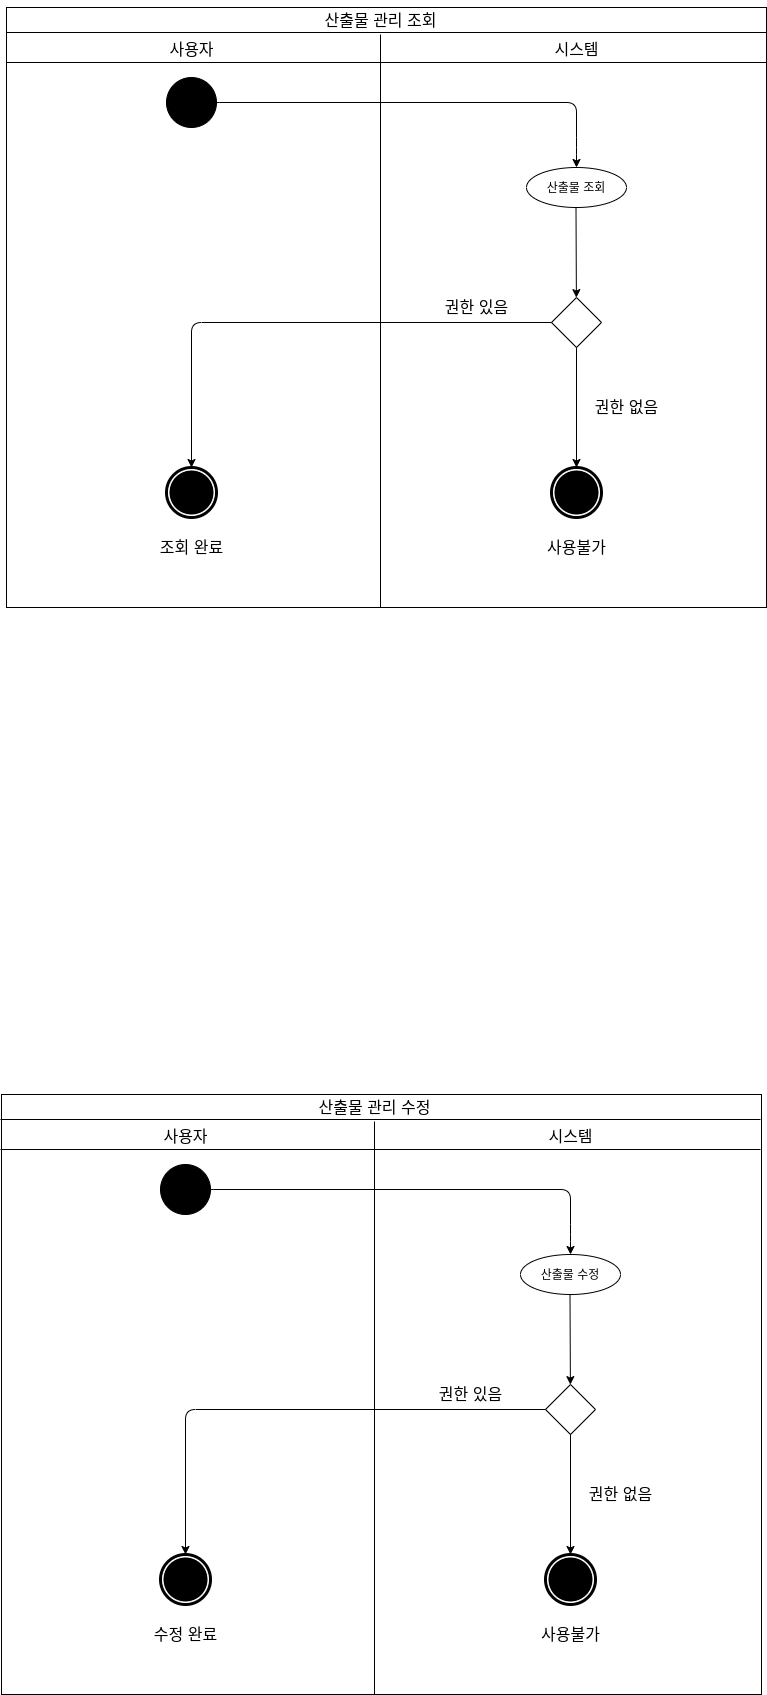 산출물 관리 조회
사용자
시스템
산출물 조회
권한 있음
권한 없음
조회 완료
사용불가
산출물 관리 수정
사용자
시스템
산출물 수정
권한 있음
권한 없음
수정 완료
사용불가